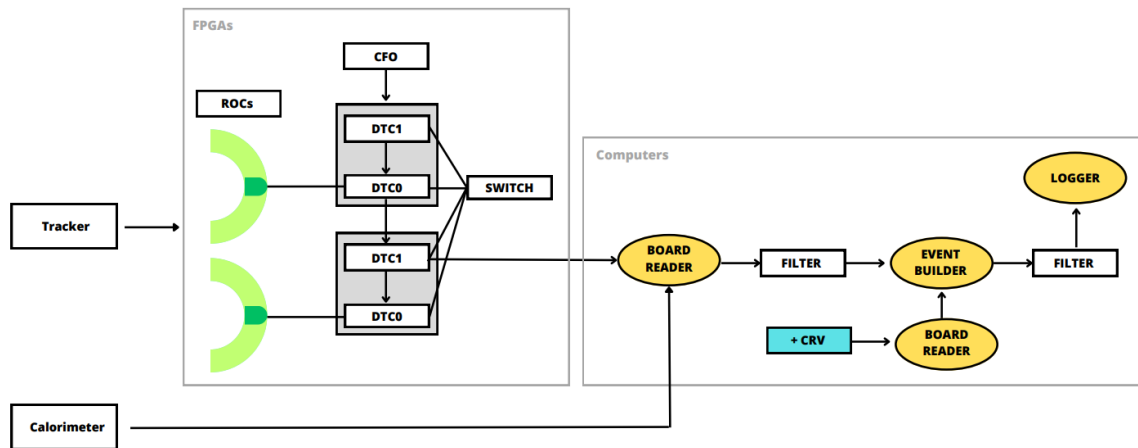 FPGAs
CFO
ROCs
DTC1
DTC0
SWITCH
DTC1
DTC0
Tracker
Calorimeter
Computers
BOARD
READER
FILTER
EVENT
BUILDER
FILTER
LOGGER
+ CRV
BOARD
READER